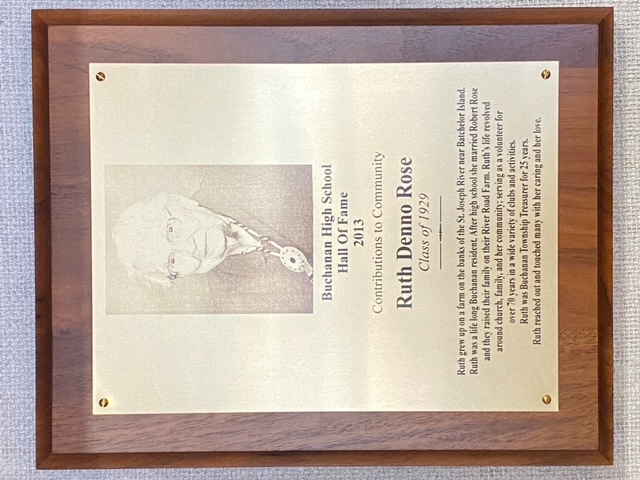 Buchanan High School
Hall Of Fame
2013
Contributions to Community
Ruth Denno Rose
Class of 1929
Ruth grew up on a farm on the banks of the St. Joseph River near Batchelor Island.
Ruth was a life long Buchanan resident. After high school she married Robert Rose
and they raised their family on their River Road Farm. Ruth's life revolved
around church, family, and her community; serving as a volunteer for
over 70 years in a wide variety of clubs and activities.
Ruth was Buchanan Township Treasurer for 25 years.
Ruth reached out and touched many with her caring and her love.